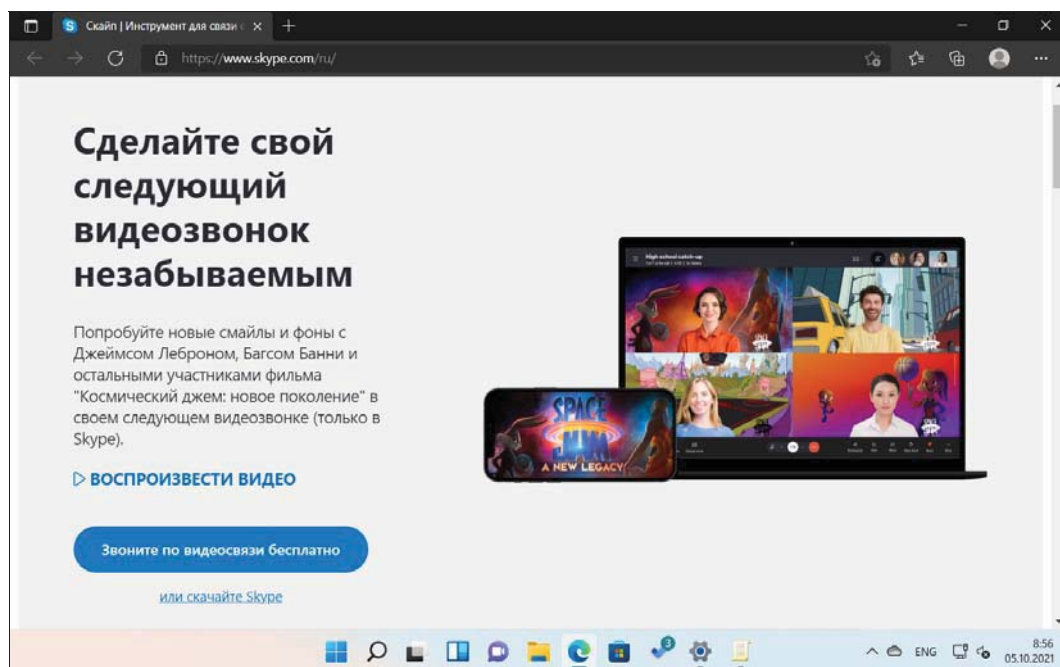 Скайп | Инструмент для связи с
https://www.skype.com/ru/
Сделайте свой
следующий
видеозвонок
незабываемым
Попробуйте новые смайлы и фоны с
Джеймсом Леброном, Багсом Банни и
остальными участниками фильма
"Космический джем: новое поколение" в
своем следующем видеозвонке (только в
Skype).
ВОСПРОИЗВЕСТИ ВИДЕО
Звоните по видеосвязи бесплатно
или скачайте Skype
High school catch-up
SPACE
JAM
A NEW LEGACY
3
ENG
8:56
05.10.2021